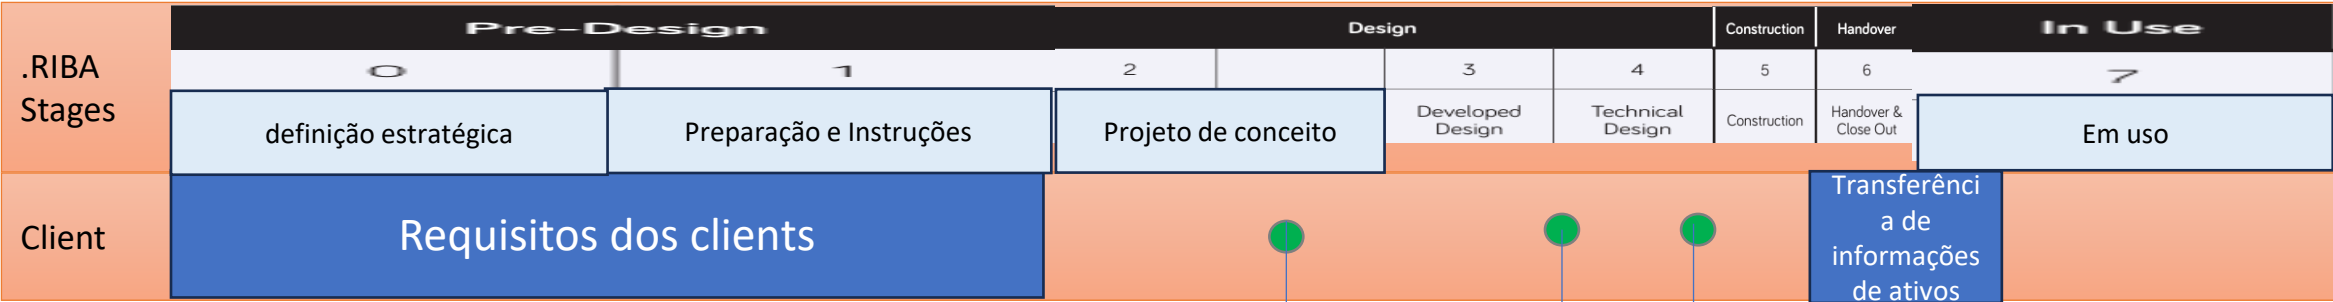 Pre-Design
Design
Construction
Handover
In Use
.RIBA
Stages
0
1
2
3
4
5
6
7
definição estratégica
Preparação e Instruções
Projeto de conceito
Developed
Design
Technical
Design
Construction
Handover &
Close Out
Em uso
Client
Requisitos dos clients
Transferênci
a de
informações
de ativos